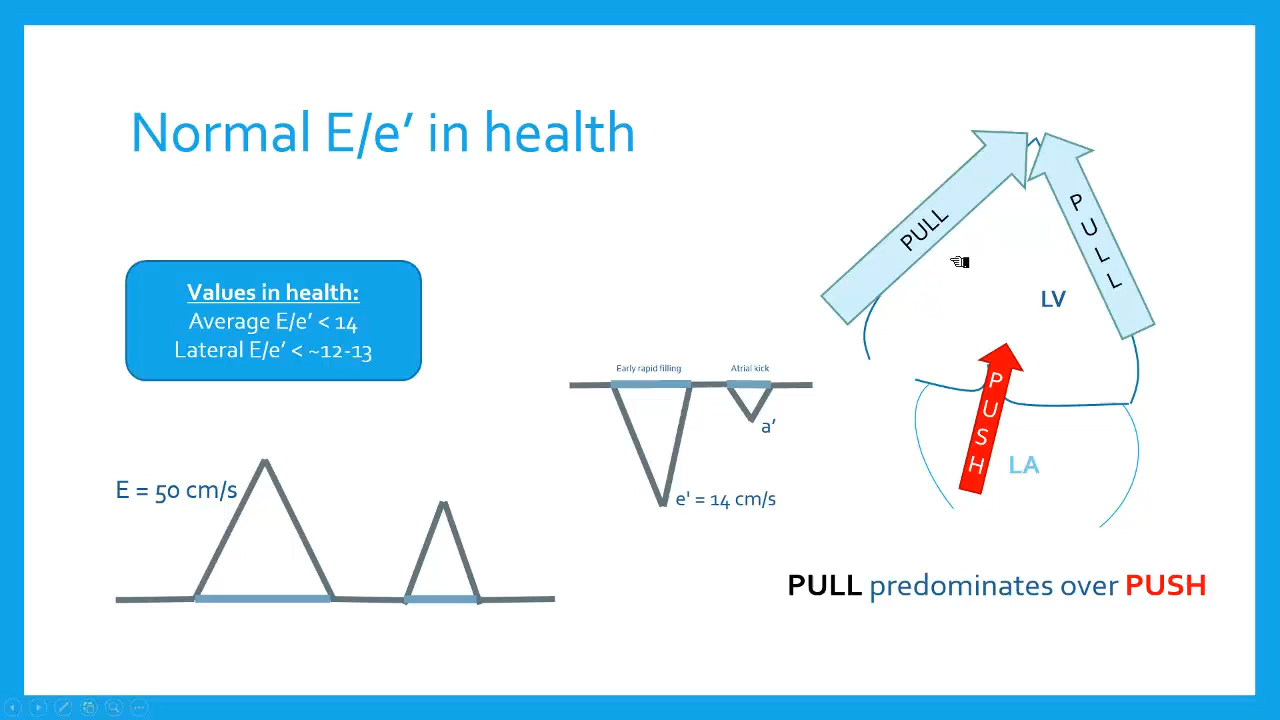 Normal E/e’ in health
Values in health:
Average E/e’ < 14
Lateral E/e’ < ~12-13
E = 50 cm/s
Early rapid filling
Atrial kick
a’
e' = 14 cm/s
PULL
PULL
LV
PUSH
LA
PULL predominates over PUSH